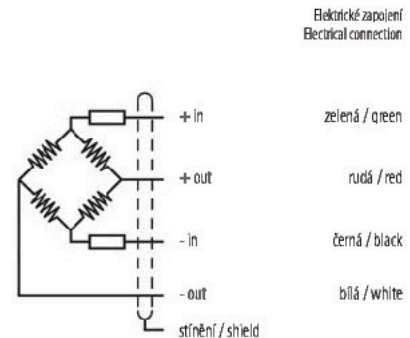 Elektrické zapojení
Electrical connection
+ in zelená / green
+ out rudá / red
- in černá / black
- out bílá / white
stínění / shield